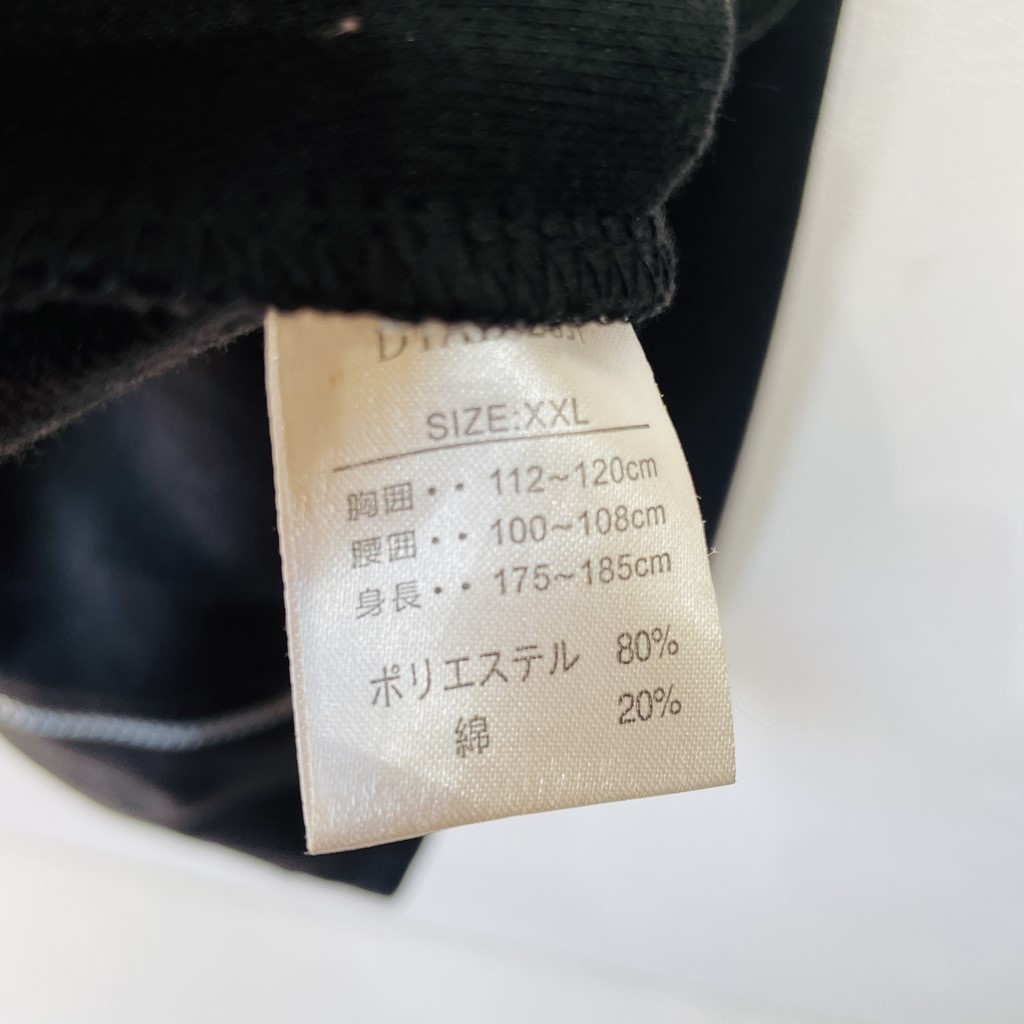 SIZE:XXL
胸囲・・ 112~120cm
腰囲・・ 100~108cm
身長・・ 175~185cm
ポリエステル 80%
綿 20%